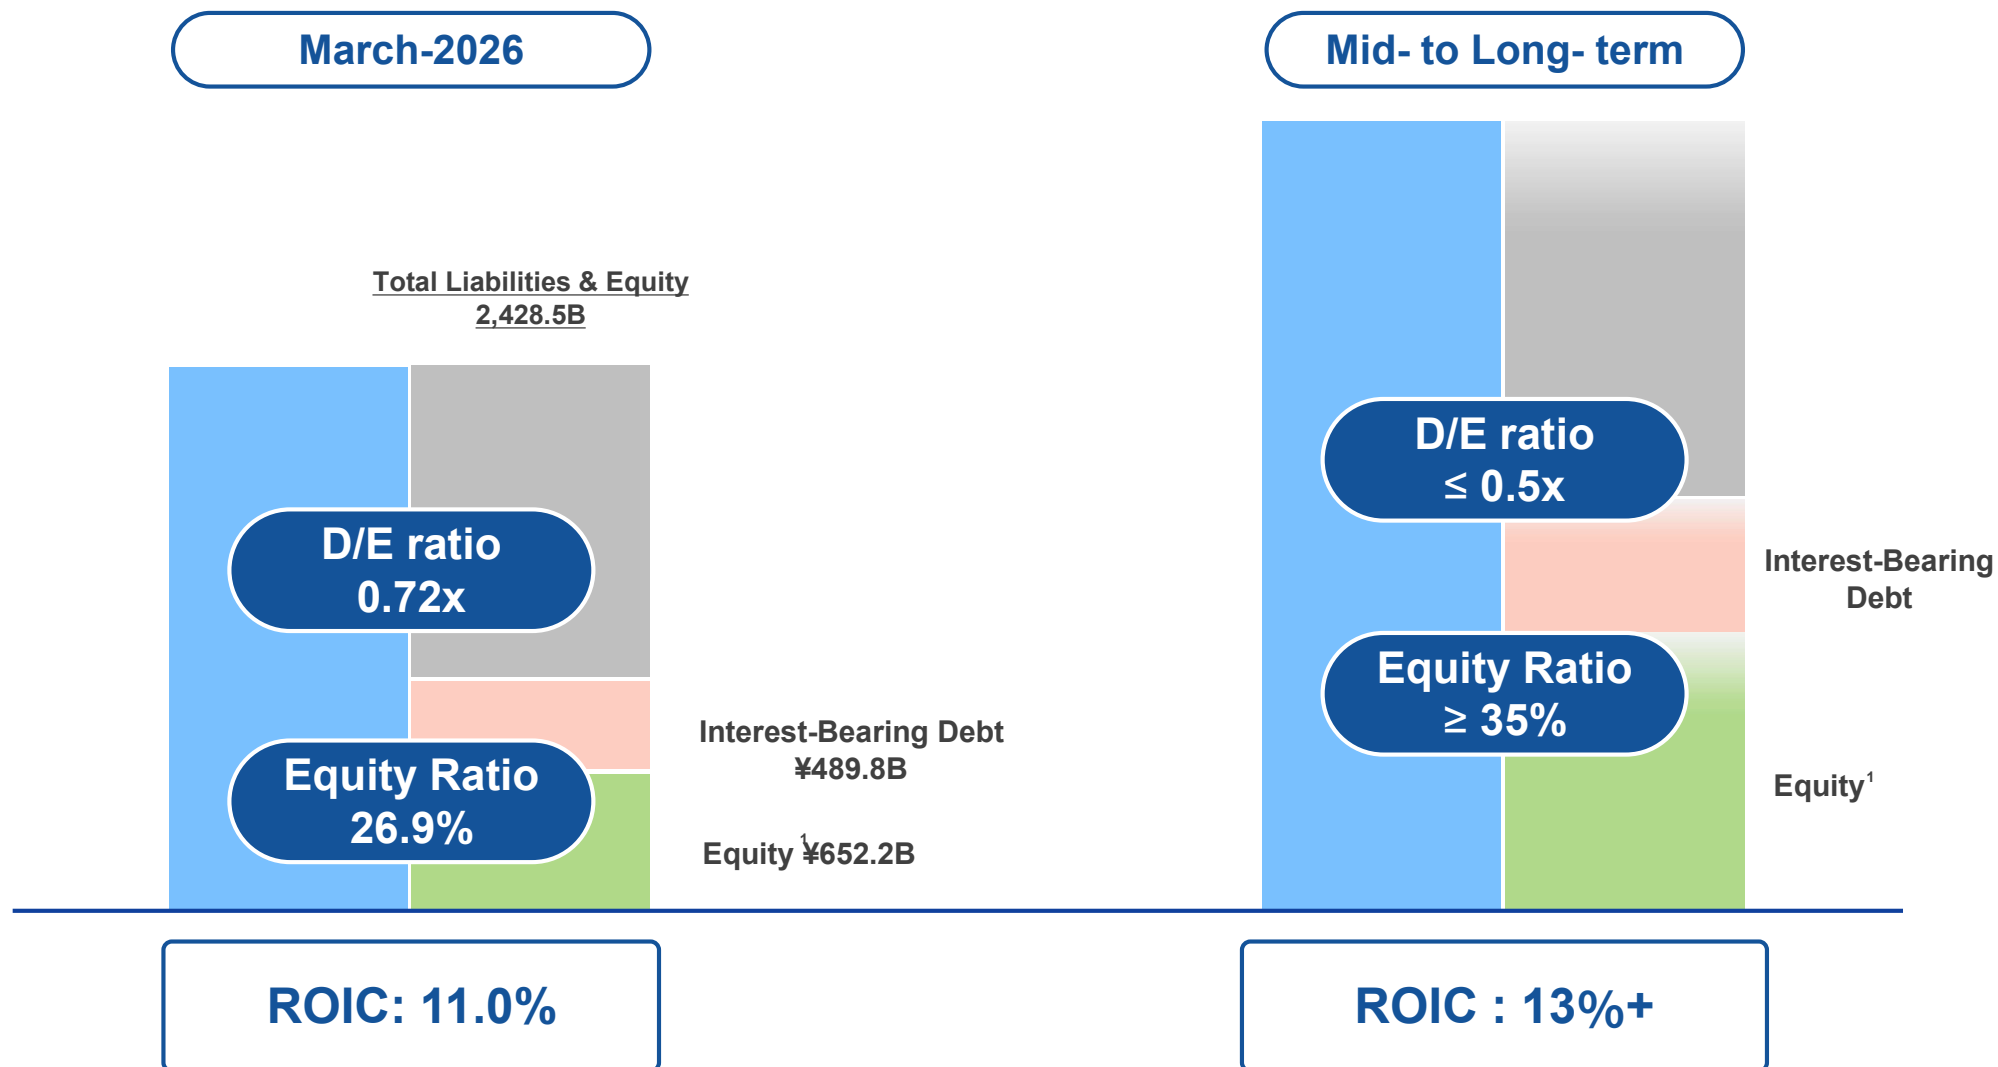 March-2026
Total Liabilities & Equity
2,428.5B
D/E ratio
0.72x
Equity Ratio
26.9%
Interest-Bearing Debt
¥489.8B
Equity ¹¥652.2B
ROIC: 11.0%
Mid- to Long- term
D/E ratio
≤ 0.5x
Equity Ratio
≥ 35%
Interest-Bearing
Debt
Equity¹
ROIC : 13%+